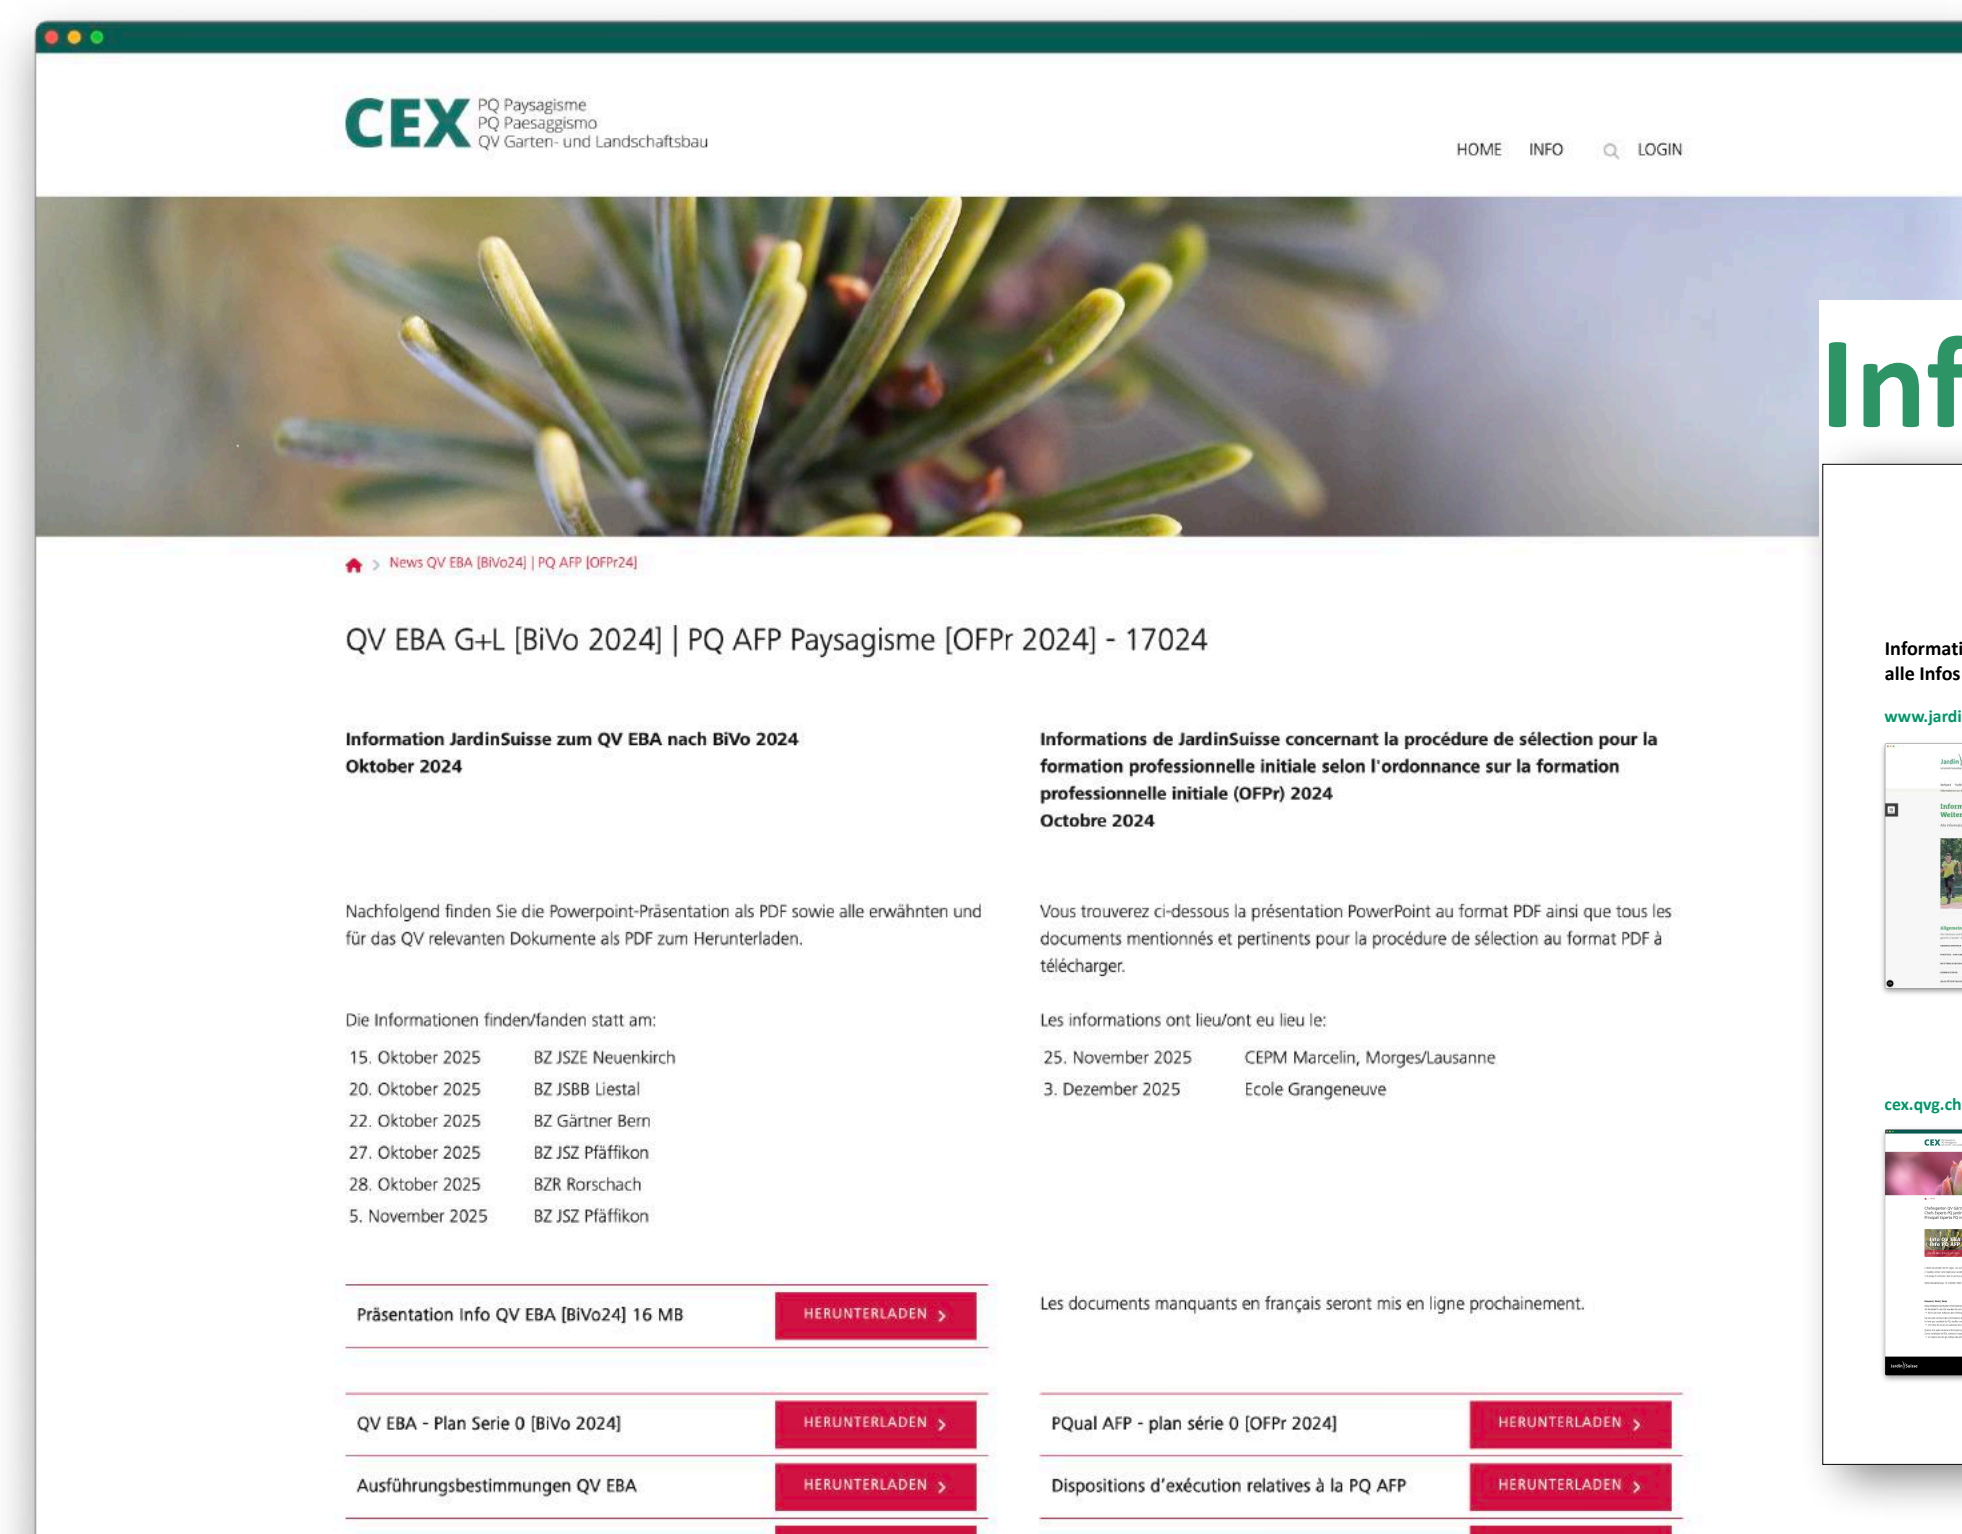 CEX
PQ Paysagisme
PQ Paesaggismo
QV Garten- und Landschaftsbau
HOME INFO LOGIN
News QV EBA [BiVo24] | PQ AFP [OFPr24]
QV EBA G+L [BiVo 2024] | PQ AFP Paysagisme [OFPr 2024] - 17024
Information JardinSuisse zum QV EBA nach BiVo 2024
Oktober 2024
Informations de JardinSuisse concernant la procédure de sélection pour la
formation professionnelle initiale selon l'ordonnance sur la formation
professionnelle initiale (OFPr) 2024
Octobre 2024
Nachfolgend finden Sie die Powerpoint-Präsentation als PDF sowie alle erwähnten und
für das QV relevanten Dokumente als PDF zum Herunterladen.
Vous trouverez ci-dessous la présentation PowerPoint au format PDF ainsi que tous les
documents mentionnés et pertinents pour la procédure de sélection au format PDF à
télécharger.
Die Informationen finden/fanden statt am:
15. Oktober 2025 BZ JSZE Neuenkirch
20. Oktober 2025 BZ JSBB Liestal
22. Oktober 2025 BZ Gärtner Bern
27. Oktober 2025 BZ JSZ Pfäffikon
28. Oktober 2025 BZR Rorschach
5. November 2025 BZ JSZ Pfäffikon
Les informations ont lieu/ont eu lieu le:
25. November 2025 CEPM Marcelin, Morges/Lausanne
3. Dezember 2025 Ecole Grangeneuve
Präsentation Info QV EBA [BiVo24] 16 MB HERUNTERLADEN
Les documents manquants en français seront mis en ligne prochainement.
QV EBA - Plan Serie 0 [BiVo 2024] HERUNTERLADEN
PQual AFP - plan série 0 [OFPr 2024] HERUNTERLADEN
Ausführungsbestimmungen QV EBA HERUNTERLADEN
Dispositions d'exécution relatives à la PQ AFP HERUNTERLADEN
Inf
Informati
alle Infos
www.jardi
cex.qvg.ch
CEX